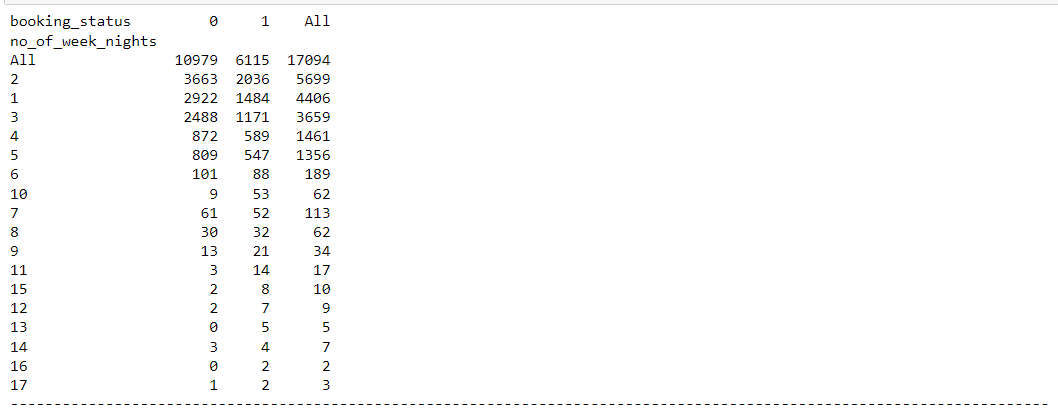 booking_status 0 1 All
no_of_week_nights
All 10979 6115 17094
2 3663 2036 5699
1 2922 1484 4406
3 2488 1171 3659
4 872 589 1461
5 809 547 1356
6 101 88 189
10 9 53 62
7 61 52 113
8 30 32 62
9 13 21 34
11 3 14 17
15 2 8 10
12 2 7 9
13 0 5 5
14 3 4 7
16 0 2 2
17 1 2 3
------------------------------------------------------------------------------------------------------------------------